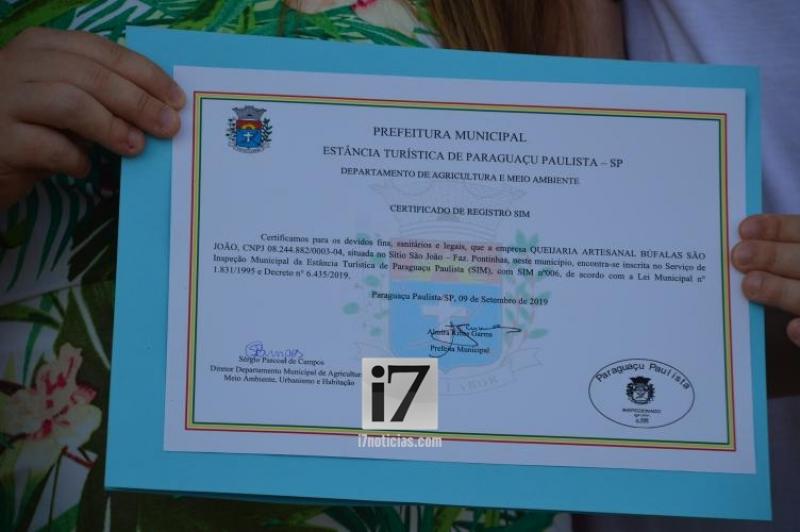 PREFEITURA MUNICIPAL
ESTÂNCIA TURÍSTICA DE PARAGUAÇU PAULISTA – SP
DEPARTAMENTO DE AGRICULTURA E MEIO AMBIENTE
CERTIFICADO DE REGISTRO SIM
Certificamos para os devidos fins, sanitários e legais, que a empresa QUEIJARIA ARTESANAL BÚFALAS SÃO
JOÃO, CNPJ 08.244.882/0003-04, situada no Sítio São João – Faz. Pontinhas, neste município, encontra-se inscrita no Serviço de
Inspeção Municipal da Estância Turística de Paraguaçu Paulista (SIM), com SIM nº006, de acordo com a Lei Municipal nº
1.831/1995 e Decreto n° 6.435/2019.
Paraguaçu Paulista/SP, 09 de Setembro de 2019
Almira Ribas Garms
Prefeita Municipal
Sérgio Pascoal de Campos
Diretor Departamento Municipal de Agricultur
Meio Ambiente, Urbanismo e Habitação
Paraguaçu Paulista
INSPECIONADO
i7
i7noticias.com